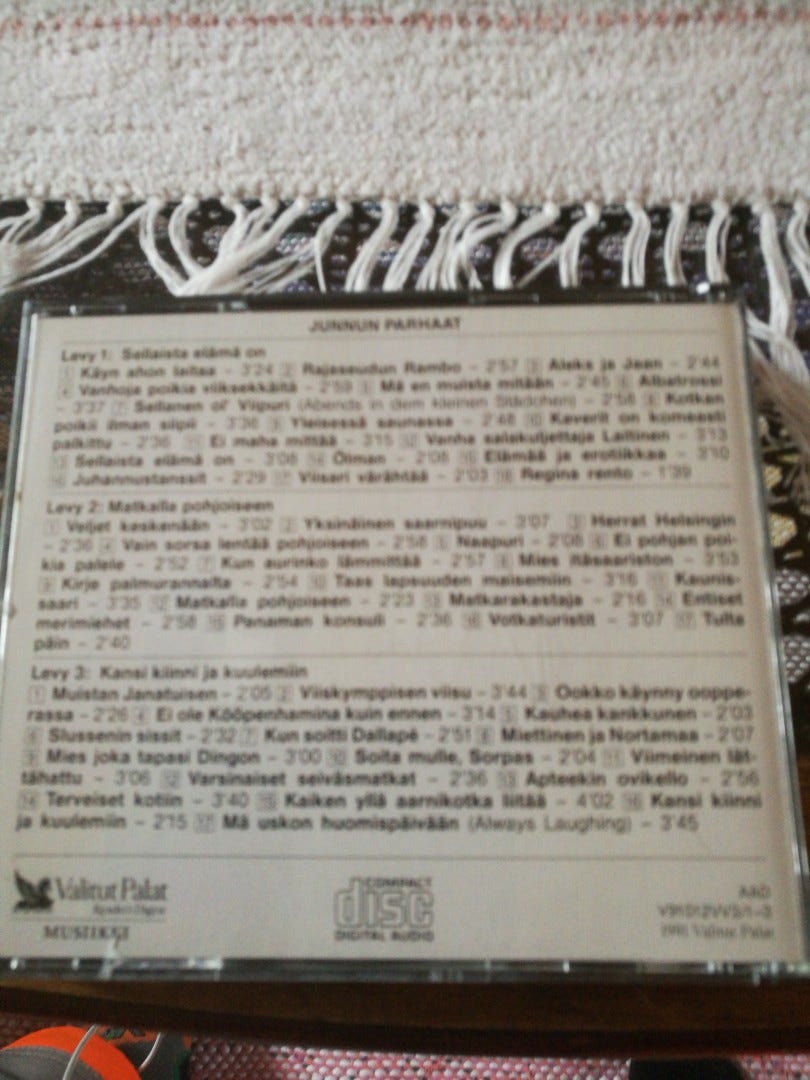 JUNNUN PARHAAT
Levy 1: Sellaista elämä on
1 Käyn ahon laitaa – 3'24 2 Rajaseudun Rambo – 2'57 3 Aleks ja Jean – 2'44
4 Vanhoja poikia viiksekkäitä – 2'59 5 Mä en muista mitään – 2'45 6 Albatrossi
– 3'37 7 Sellanen ol' Viipuri (Abends in dem kleinen Städtchen) – 2'58 8 Kotkan
poikii ilman siipii – 3'36 9 Yleisessä saunassa – 2'48 10 Kaverit on komeasti
palkittu – 2'36 11 Ei maha mittää – 3'15 12 Vanha salakuljettaja Laitinen – 3'13
13 Sellaista elämä on – 3'08 14 Ölman – 2'08 15 Elämää ja erotiikkaa – 3'10
16 Juhannustanssit – 2'29 17 Viisari värähtää – 2'03 18 Regina rento – 1'39
Levy 2: Matkalla pohjoiseen
1 Veljet keskenään – 3'02 2 Yksinäinen saarnipuu – 3'07 3 Herrat Helsingin
– 2'36 4 Vain sorsa lentää pohjoiseen – 2'58 5 Naapuri – 2'08 6 Ei pohjan poi-
kia palele – 2'52 7 Kun aurinko lämmittää – 2'57 8 Mies Itäsaariston – 3'53
9 Kirje palmurannalta – 2'54 10 Taas lapsuuden maisemiin – 3'16 11 Kaunis-
saari – 3'35 12 Matkalla pohjoiseen – 2'23 13 Matkarakastaja – 2'16 14 Entiset
merimiehet – 2'58 15 Panaman konsuli – 2'36 16 Votkaturistit – 3'07 17 Tulta
päin – 2'40
Levy 3: Kansi kiinni ja kuulemiin
1 Muistan Janatuisen – 2'05 2 Viiskymppisen viisu – 3'44 3 Ookko käynny ooppe-
rassa – 2'26 4 Ei ole Kööpenhamina kuin ennen – 3'14 5 Kauhea kankkunen – 2'03
6 Slussenin sissit – 2'32 7 Kun soitti Dallapé – 2'51 8 Miettinen ja Nortamaa – 2'07
9 Mies joka tapasi Dingon – 3'00 10 Soita mulle, Sorpas – 2'04 11 Viimeinen lät-
tähattu – 3'06 12 Varsinaiset seiväsmatkat – 2'36 13 Apteekin ovikello – 2'56
14 Terveiset kotiin – 3'40 15 Kaiken yllä aarnikotka liitää – 4'02 16 Kansi kiinni
ja kuulemiin – 2'15 17 Mä uskon huomispäivään (Always Laughing) – 3'45
Valitut Palat
Reader's Digest
MUSIIKKI
COMPACT
disc
DIGITAL AUDIO
AAD
V91012VV3/1–3
1991 Valitut Palat